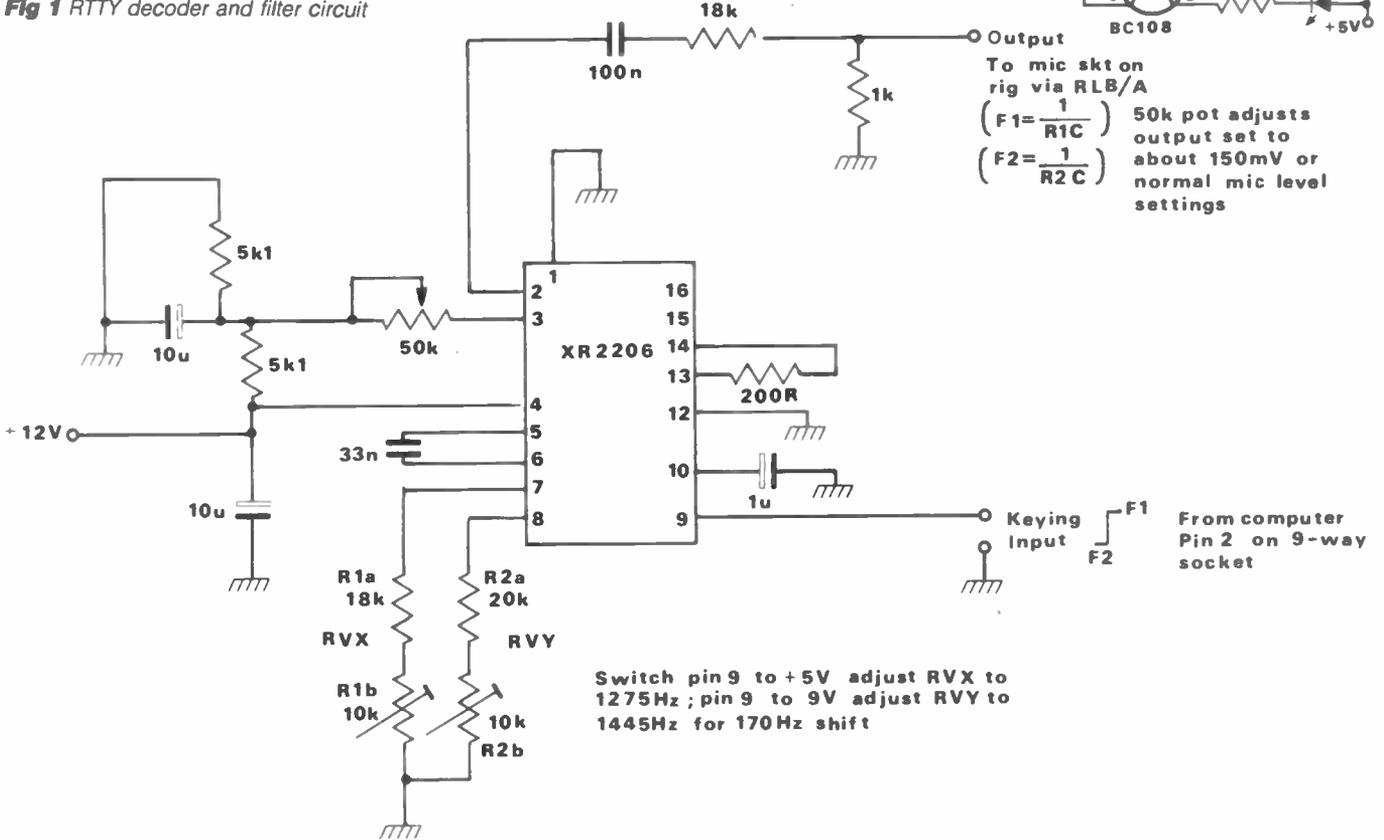 Fig 1 RTTY decoder and filter circuit
18k
BC108
+5V
Output
100n
To mic skt on
rig via RLB/A
1k
(F1=1/R1C)
(F2=1/R2 C)
50k pot adjusts
output set to
about 150mV or
normal mic level
settings
5k1
1
2
16
3
15
10u
50k
XR2206
14
5k1
13
200R
4
12
+12V
5
33n
6
10
7
1u
10u
8
9
Keying
Input
F1
F2
From computer
Pin 2 on 9-way
socket
R1a
18k
R2a
20k
RVX
RVY
R1b
10k
10k
R2b
Switch pin 9 to +5V adjust RVX to
1275Hz; pin 9 to 9V adjust RVY to
1445Hz for 170Hz shift